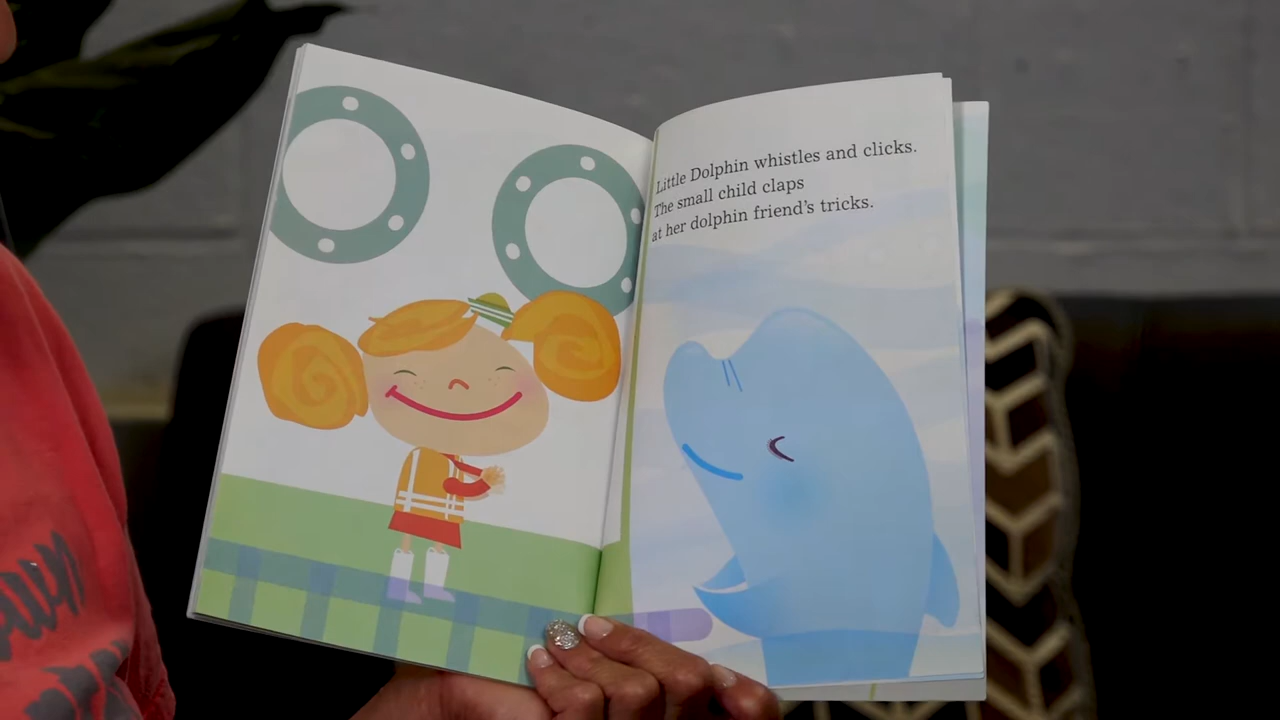 Little Dolphin whistles and clicks.
The small child claps
at her dolphin friend's tricks.